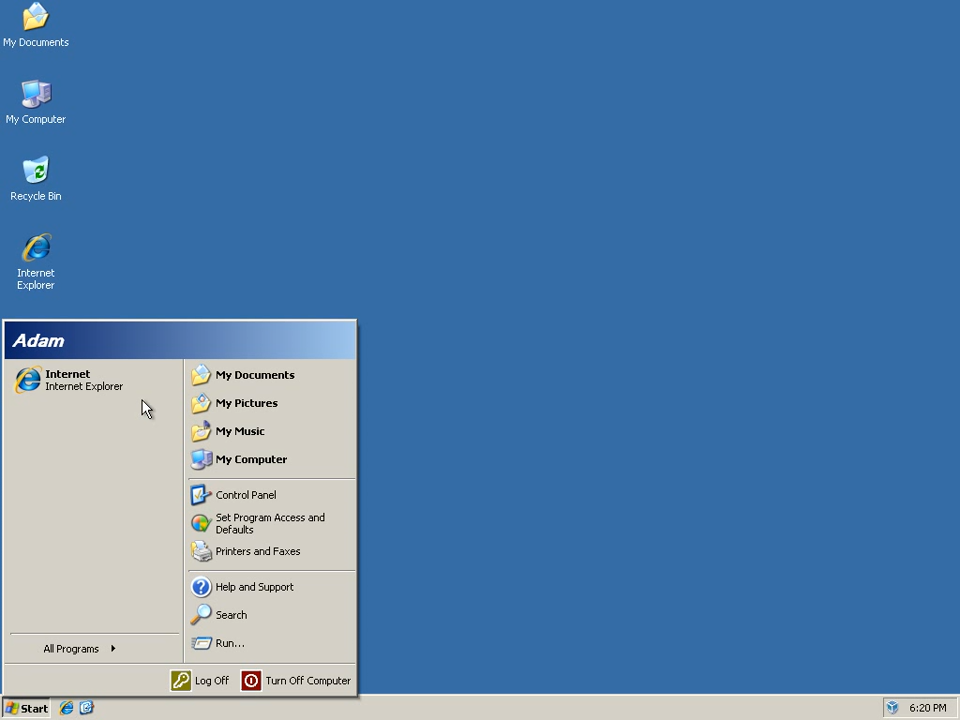 My Documents
My Computer
Recycle Bin
Internet
Explorer
Adam
Internet
Internet Explorer
My Documents
My Pictures
My Music
My Computer
Control Panel
Set Program Access and
Defaults
Printers and Faxes
Help and Support
Search
Run...
All Programs
Log Off
Turn Off Computer
Start
6:20 PM